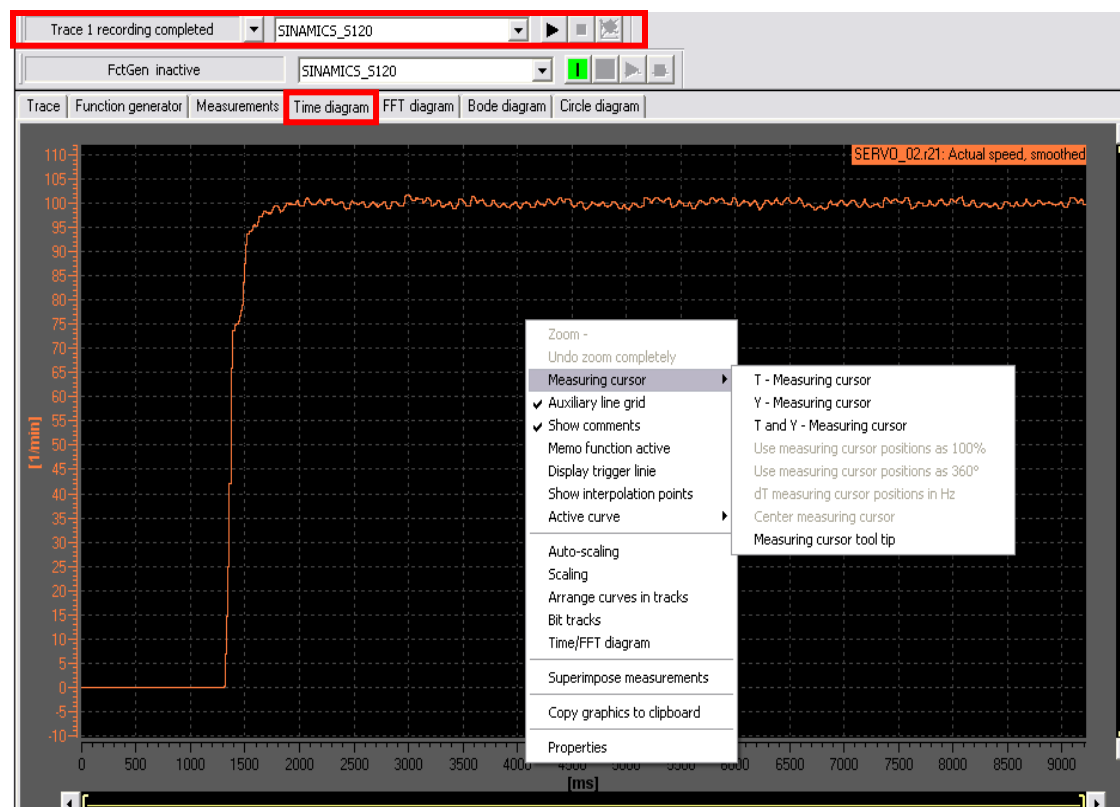 Trace 1 recording completed SINAMICS_S120
FctGen inactive SINAMICS_S120
Trace Function generator Measurements Time diagram FFT diagram Bode diagram Circle diagram
SERVO_02.r21: Actual speed, smoothed
110
105
100
95
90
85
80
75
70
65
60
55
50
45
40
35
30
25
20
15
10
5
0
-5
-10
[1/min]
Zoom -
Undo zoom completely
Measuring cursor
Auxiliary line grid
Show comments
Memo function active
Display trigger linie
Show interpolation points
Active curve
Auto-scaling
Scaling
Arrange curves in tracks
Bit tracks
Time/FFT diagram
Superimpose measurements
Copy graphics to clipboard
Properties
T - Measuring cursor
Y - Measuring cursor
T and Y - Measuring cursor
Use measuring cursor positions as 100%
Use measuring cursor positions as 360°
dT measuring cursor positions in Hz
Center measuring cursor
Measuring cursor tool tip
0 500 1000 1500 2000 2500 3000 3500 4000 4500 5000 5500 6000 6500 7000 7500 8000 8500 9000
[ms]